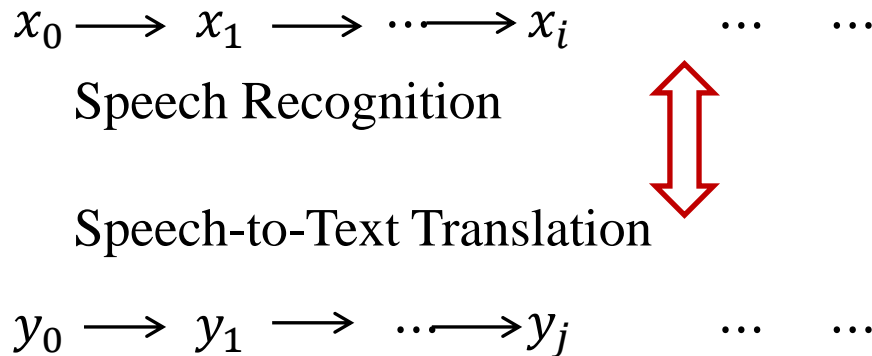 x₀ → x₁ → ⋯ → xᵢ ⋯ ⋯
Speech Recognition
Speech-to-Text Translation
y₀ → y₁ → ⋯ → yⱼ ⋯ ⋯